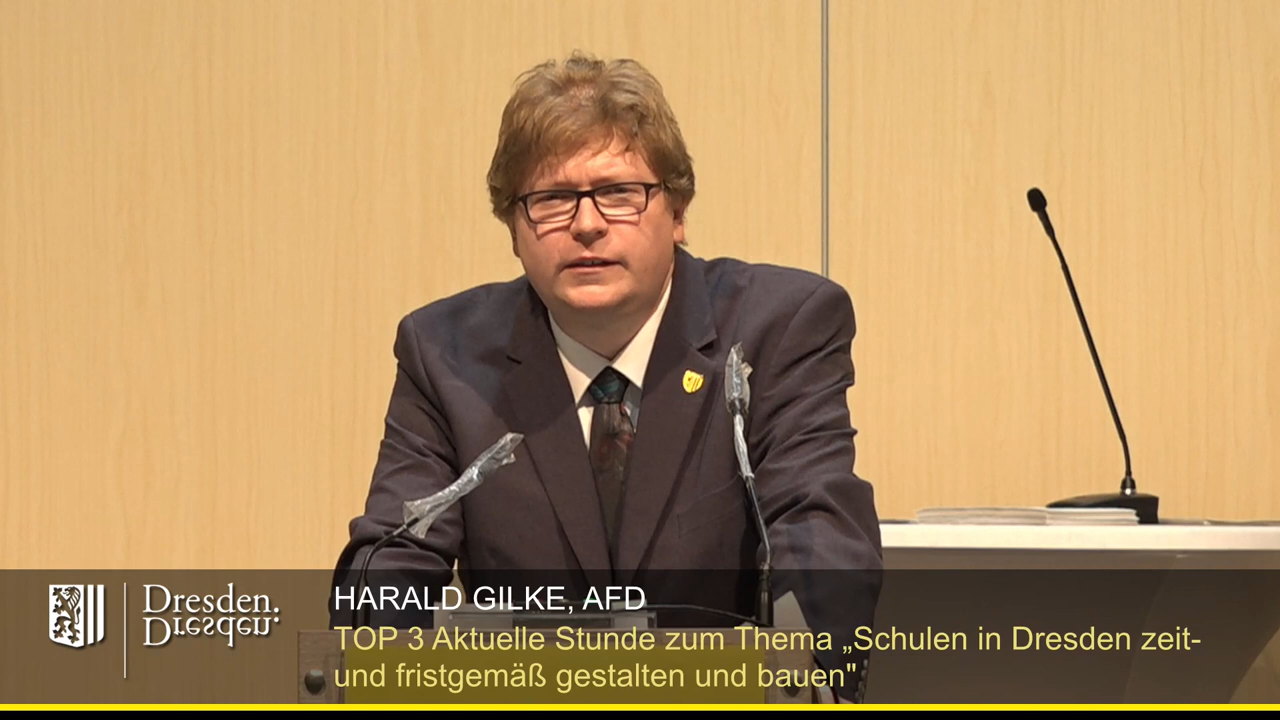 Dresden.
Dresden.
HARALD GILKE, AFD
TOP 3 Aktuelle Stunde zum Thema „Schulen in Dresden zeit-
und fristgemäß gestalten und bauen"